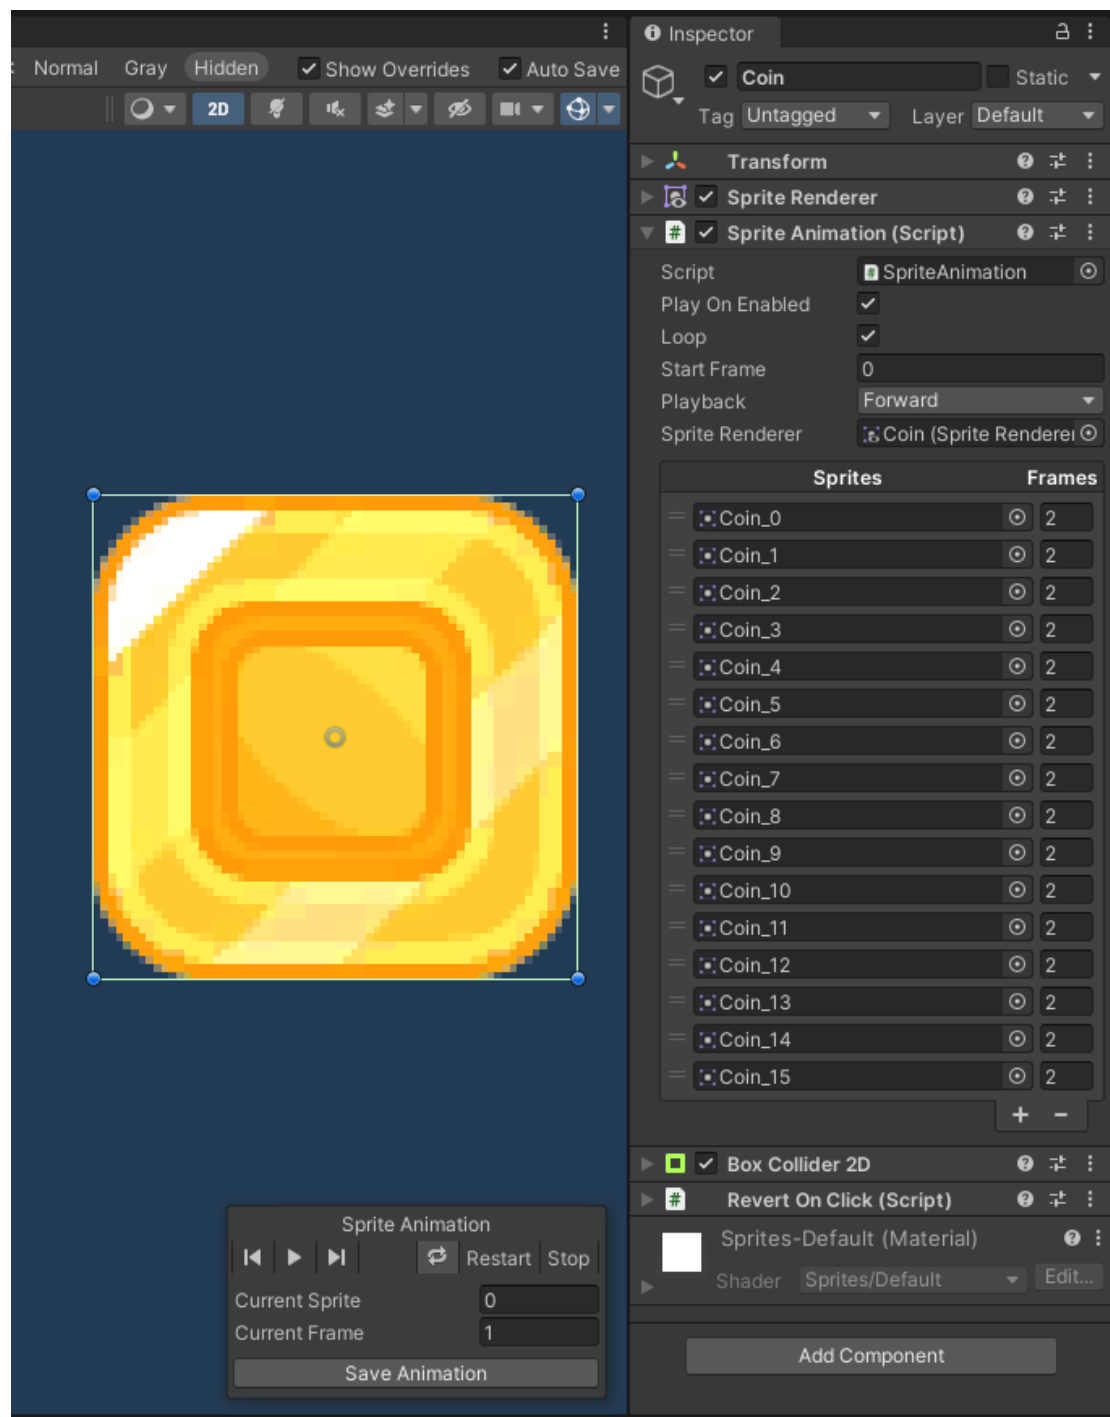 Normal Gray Hidden Show Overrides Auto Save
2D
Inspector
Coin Static
Tag Untagged Layer Default
Transform
Sprite Renderer
# Sprite Animation (Script)
Script # SpriteAnimation
Play On Enabled
Loop
Start Frame 0
Playback Forward
Sprite Renderer Coin (Sprite Renderer
Sprites Frames
Coin_0 2
Coin_1 2
Coin_2 2
Coin_3 2
Coin_4 2
Coin_5 2
Coin_6 2
Coin_7 2
Coin_8 2
Coin_9 2
Coin_10 2
Coin_11 2
Coin_12 2
Coin_13 2
Coin_14 2
Coin_15 2
+ −
Box Collider 2D
# Revert On Click (Script)
Sprites-Default (Material)
Shader Sprites/Default Edit...
Add Component
Sprite Animation
Restart Stop
Current Sprite 0
Current Frame 1
Save Animation